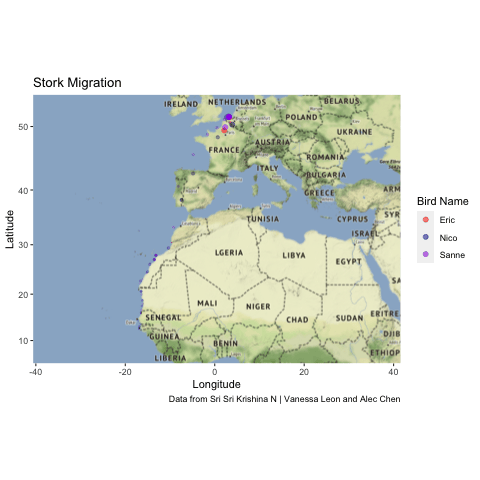 Stork Migration
IRELAND
NETHERLANDS
BELARUS
POLAND
UKRAINE
FRANCE
AUSTRIA
ROMANIA
ITALY
BULGARIA
GREECE
ARM
TUNISIA
CYPRUS
SYR
ISRAEL
LGERIA
LIBYA
EGYPT
SA
MALI
NIGER
CHAD
SUDAN
ERITRE
SENEGAL
GUINEA
BENIN
DJIB
LIBERIA
ETHIOP
50
40
30
20
10
Latitude
-40
-20
0
20
40
Longitude
Bird Name
Eric
Nico
Sanne
Data from Sri Sri Krishina N | Vanessa Leon and Alec Chen